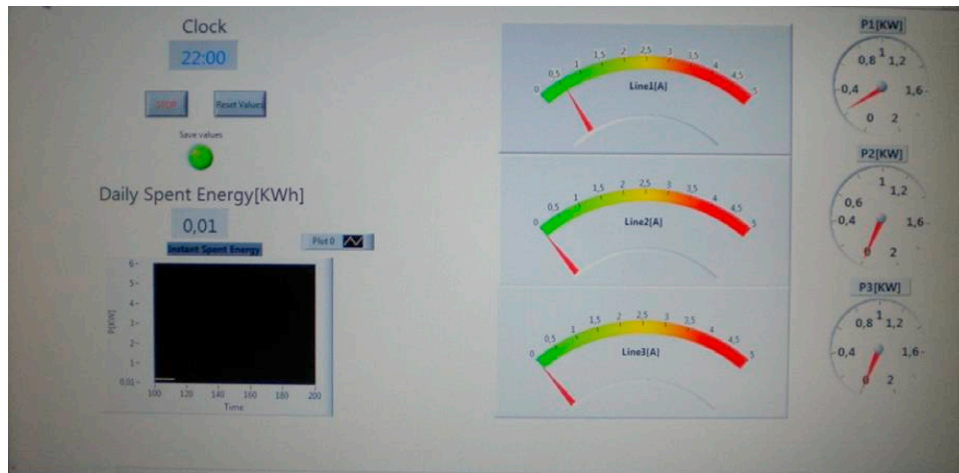 Clock
22:00
STOP
Reset Values
Save values
Daily Spent Energy[KWh]
0,01
Instant Spent Energy
Plot 0
P[KW]
6
5
4
3
2
1
0,01
100 120 140 160 180 200
Time
0 0,5 1 1,5 2 2,5 3 3,5 4 4,5 5
Line1[A]
0 0,5 1 1,5 2 2,5 3 3,5 4 4,5 5
Line2[A]
0 0,5 1 1,5 2 2,5 3 3,5 4 4,5 5
Line3[A]
P1[KW]
0 0,4 0,8 1 1,2 1,6 2
P2[KW]
0 0,4 0,6 1 1,2 1,6 2
P3[KW]
0 0,4 0,8 1 1,2 1,6 2